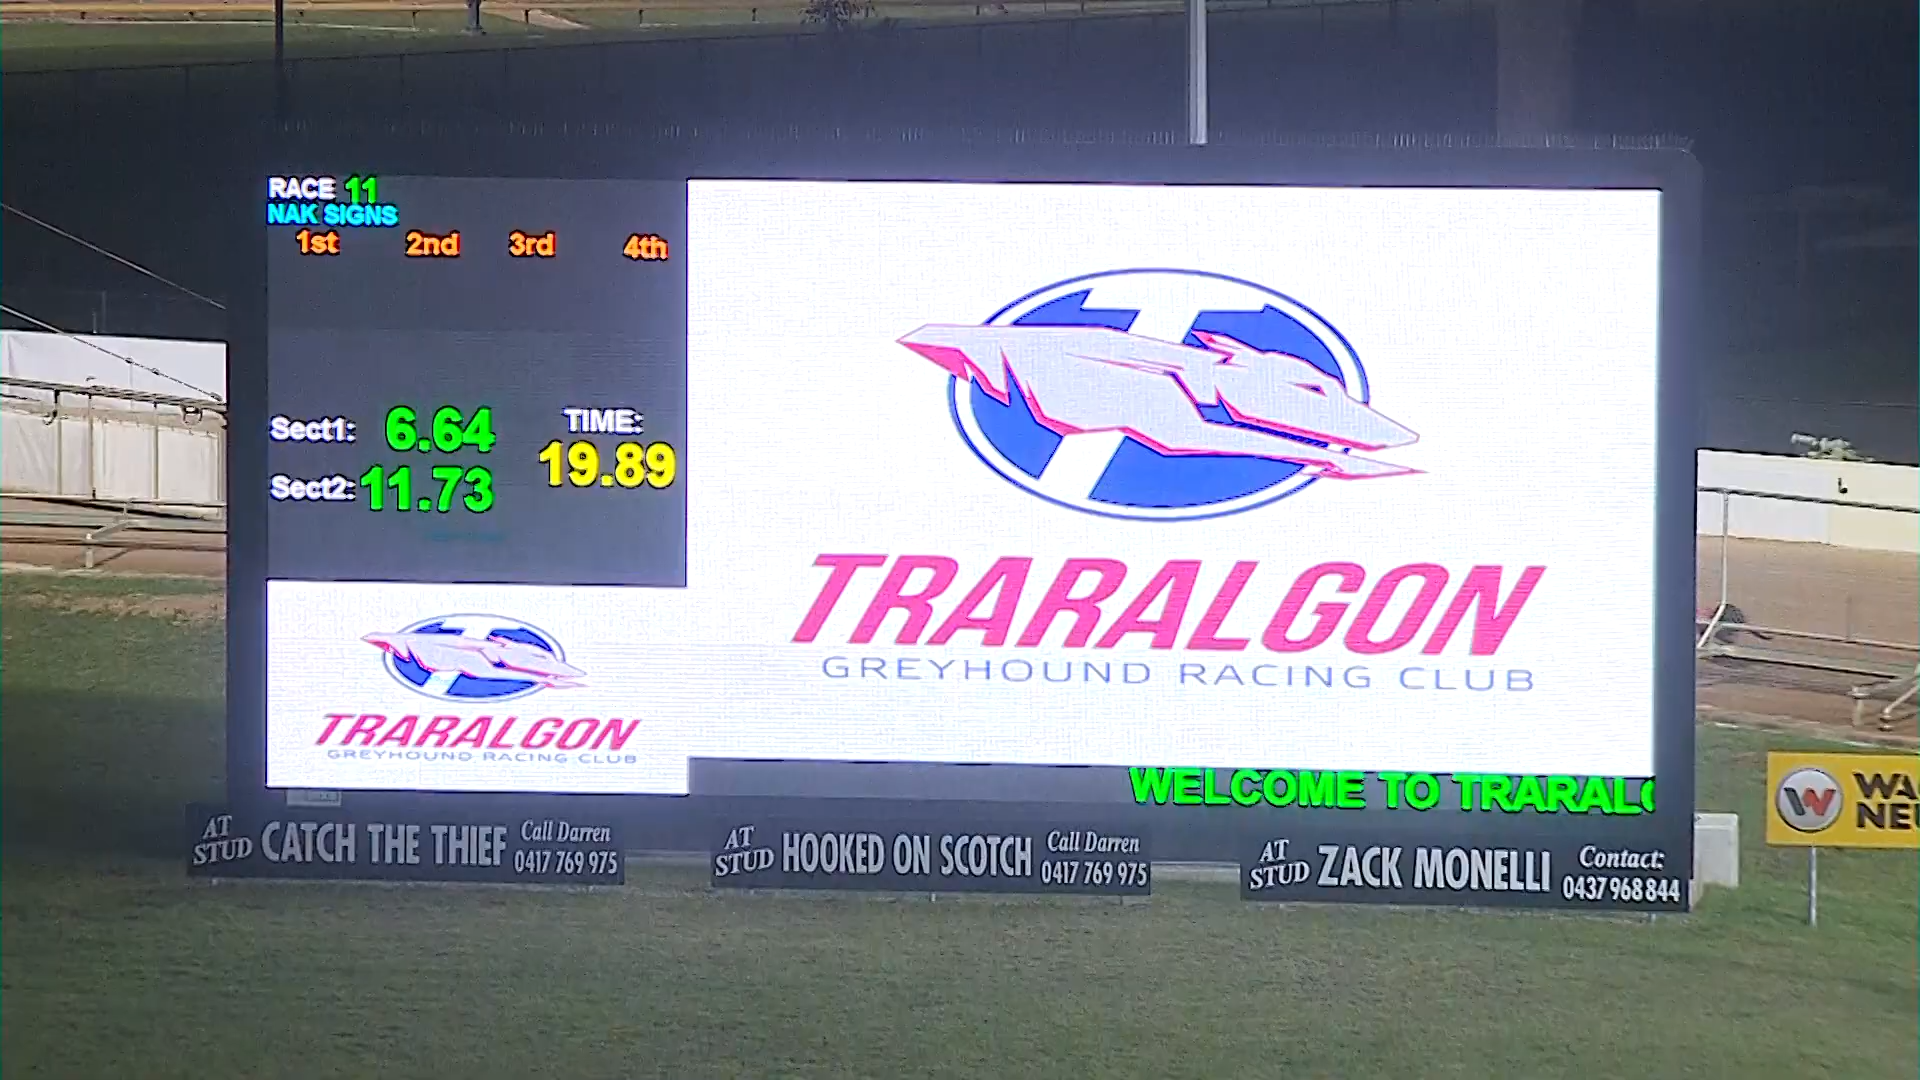 RACE 11
NAK SIGNS
1st 2nd 3rd 4th
Sect1: 6.64
Sect2: 11.73
TIME:
19.89
TRARALGON
GREYHOUND RACING CLUB
TRARALGON
GREYHOUND RACING CLUB
WELCOME TO
AT STUD CATCH THE THIEF Call Darren 0417 769 975
AT STUD HOOKED ON SCOTCH Call Darren 0417 769 975
AT STUD ZACK MONELLI Contact: 0437 968 844
W